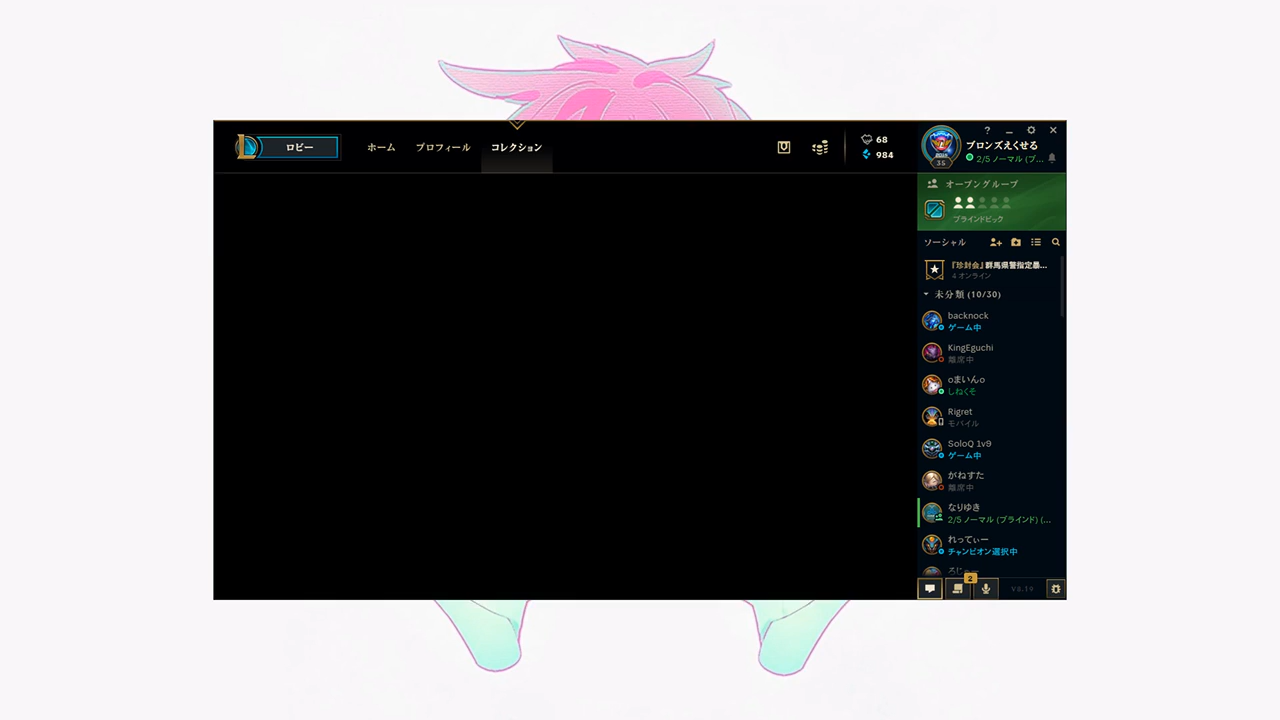 ロビー
ホーム
プロフィール
コレクション
68
984
?
35
ブロンズえくせる
2/5 ノーマル (ブ...
オープングループ
ブラインドピック
ソーシャル
『珍封会』群馬県警指定暴...
4 オンライン
未分類 (10/30)
backnock
ゲーム中
KingEguchi
離席中
oまいんo
しねくそ
Rigret
モバイル
SoloQ 1v9
ゲーム中
がねすた
離席中
なりゆき
2/5 ノーマル (ブラインド) (...
れってぃー
チャンピオン選択中
2
V8.19